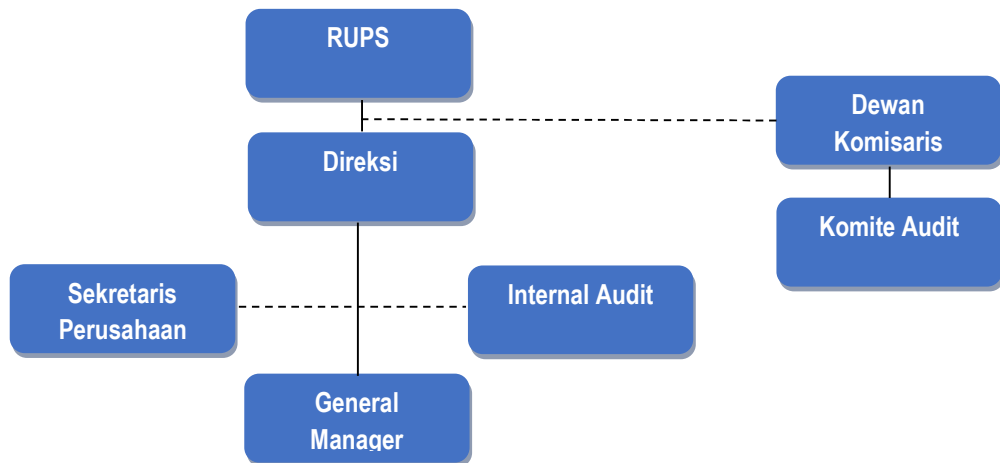 RUPS
Dewan
Komisaris
Direksi
Komite Audit
Sekretaris
Perusahaan
Internal Audit
General
Manager